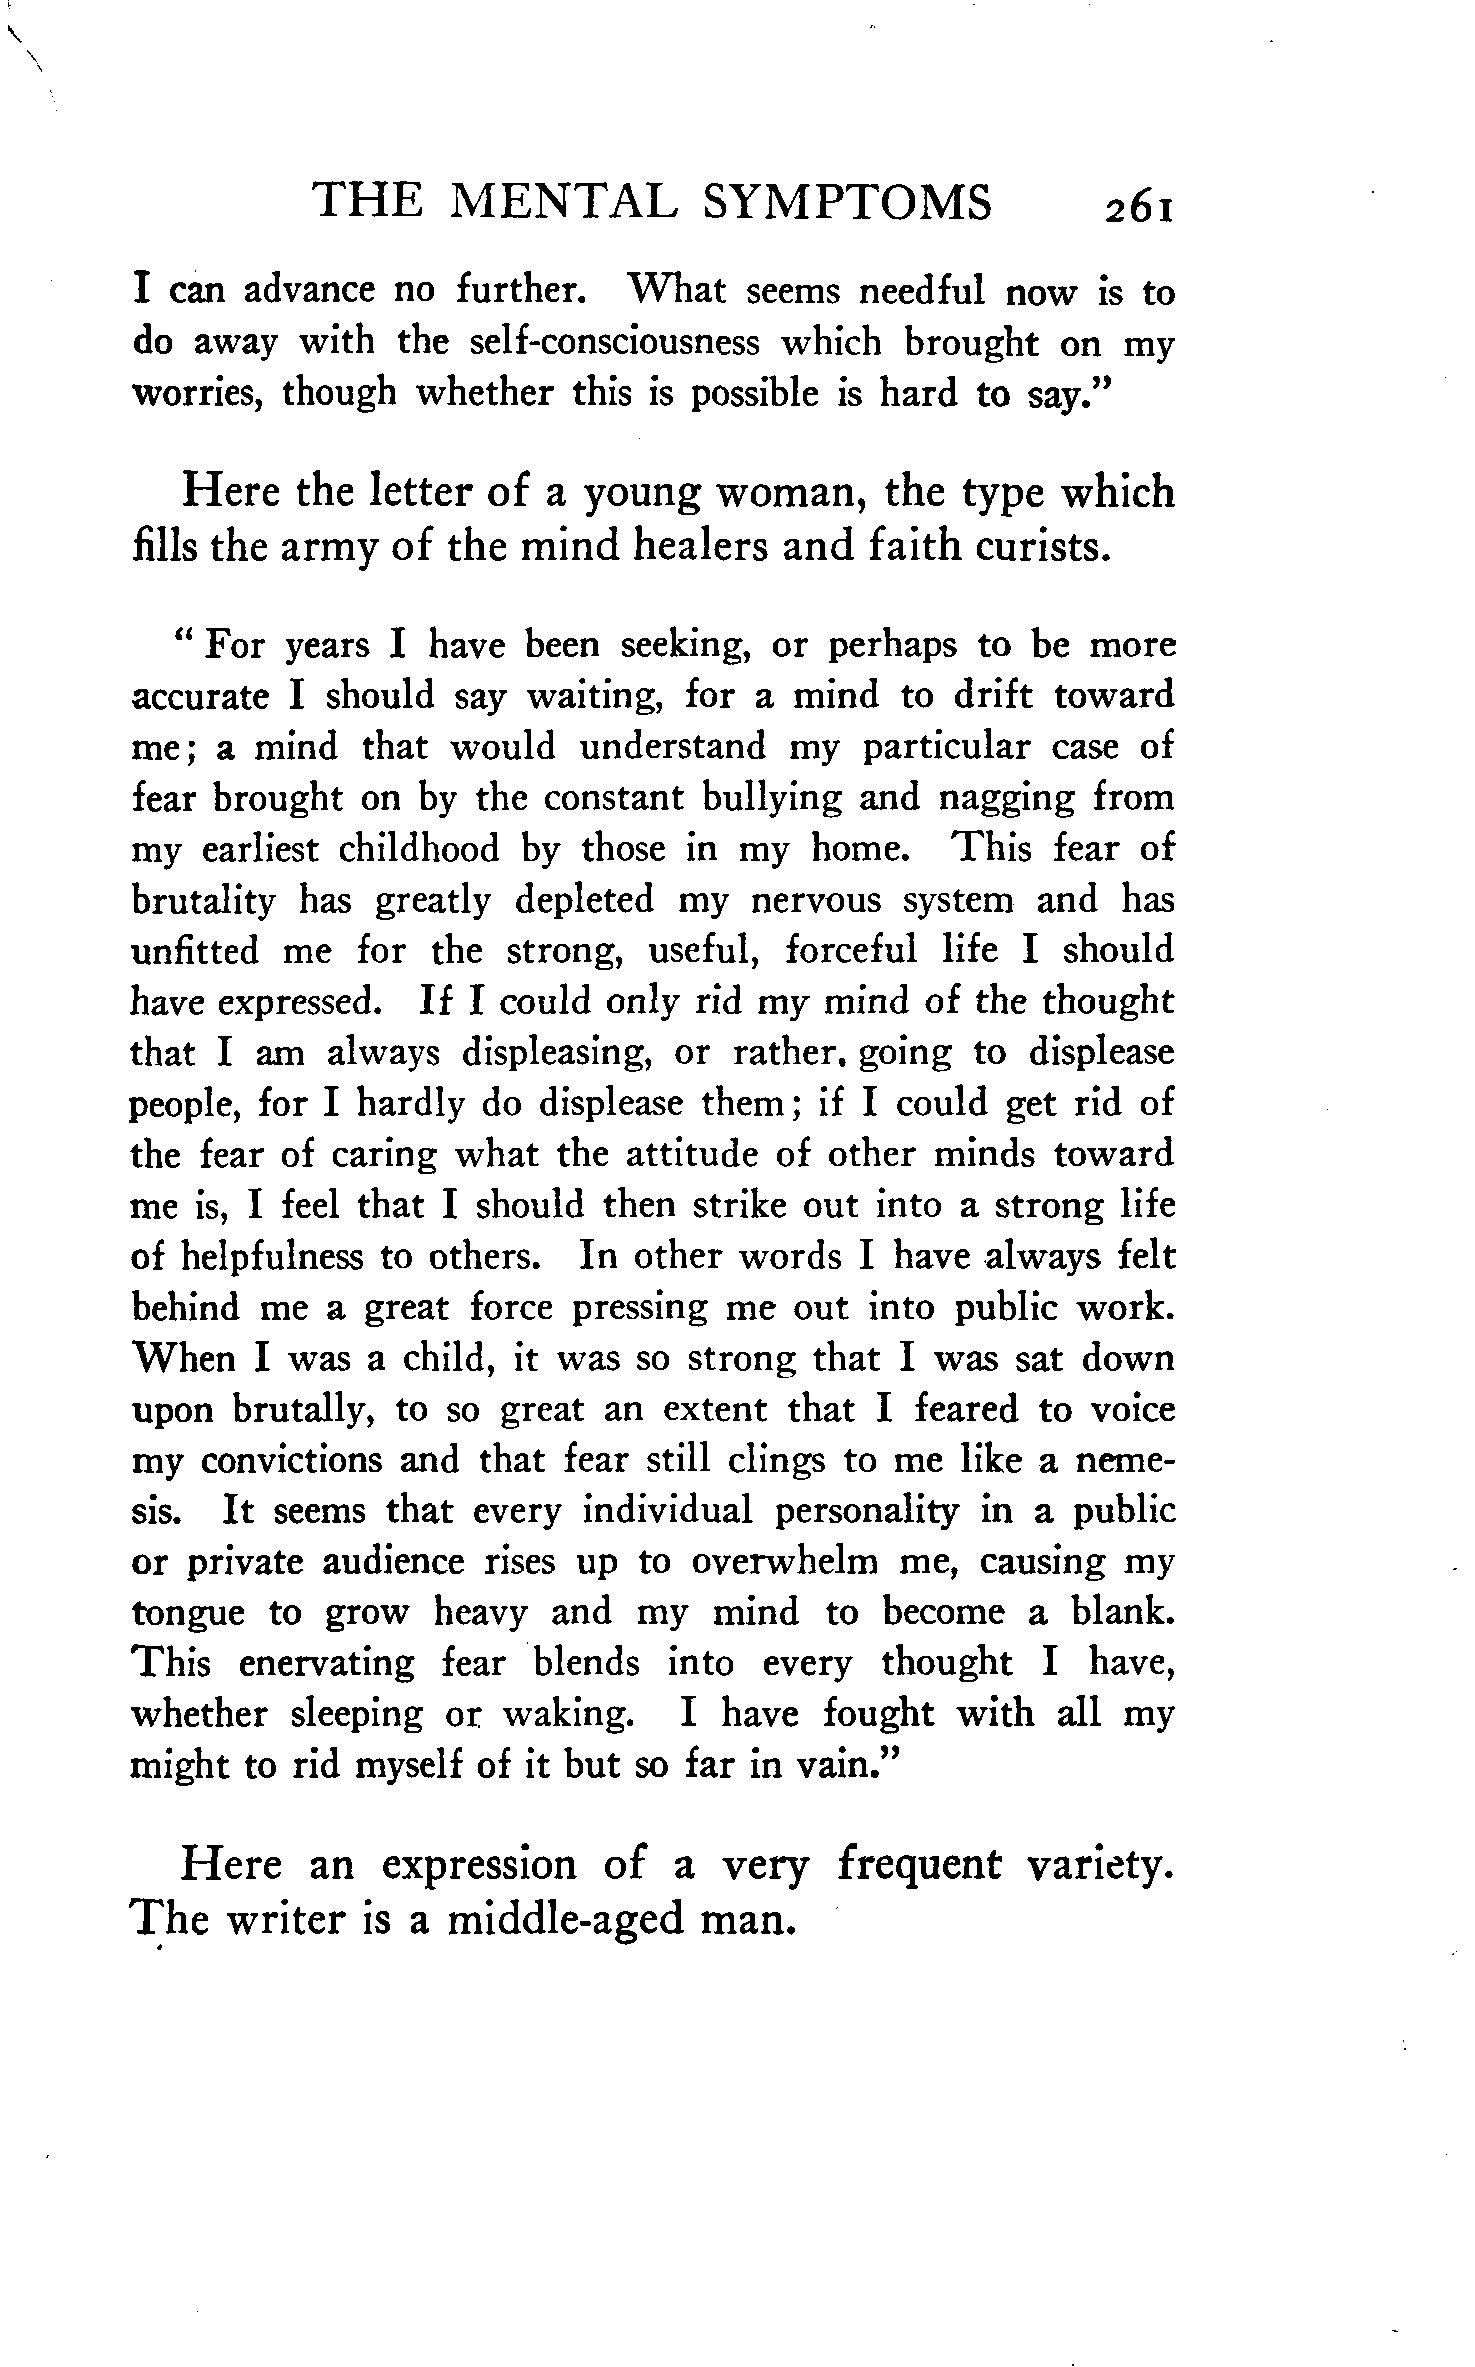 THE MENTAL SYMPTOMS 261
I can advance no further. What seems needful now is to
do away with the self-consciousness which brought on my
worries, though whether this is possible is hard to say.”
Here the letter of a young woman, the type which
fills the army of the mind healers and faith curists.
“ For years I have been seeking, or perhaps to be more
accurate I should say waiting, for a mind to drift toward
me; a mind that would understand my particular case of
fear brought on by the constant bullying and nagging from
my earliest childhood by those in my home. This fear of
brutality has greatly depleted my nervous system and has
unfitted me for the strong, useful, forceful life I should
have expressed. If I could only rid my mind of the thought
that I am always displeasing, or rather, going to displease
people, for I hardly do displease them; if I could get rid of
the fear of caring what the attitude of other minds toward
me is, I feel that I should then strike out into a strong life
of helpfulness to others. In other words I have always felt
behind me a great force pressing me out into public work.
When I was a child, it was so strong that I was sat down
upon brutally, to so great an extent that I feared to voice
my convictions and that fear still clings to me like a neme-
sis. It seems that every individual personality in a public
or private audience rises up to overwhelm me, causing my
tongue to grow heavy and my mind to become a blank.
This enervating fear blends into every thought I have,
whether sleeping or waking. I have fought with all my
might to rid myself of it but so far in vain.”
Here an expression of a very frequent variety.
The writer is a middle-aged man.